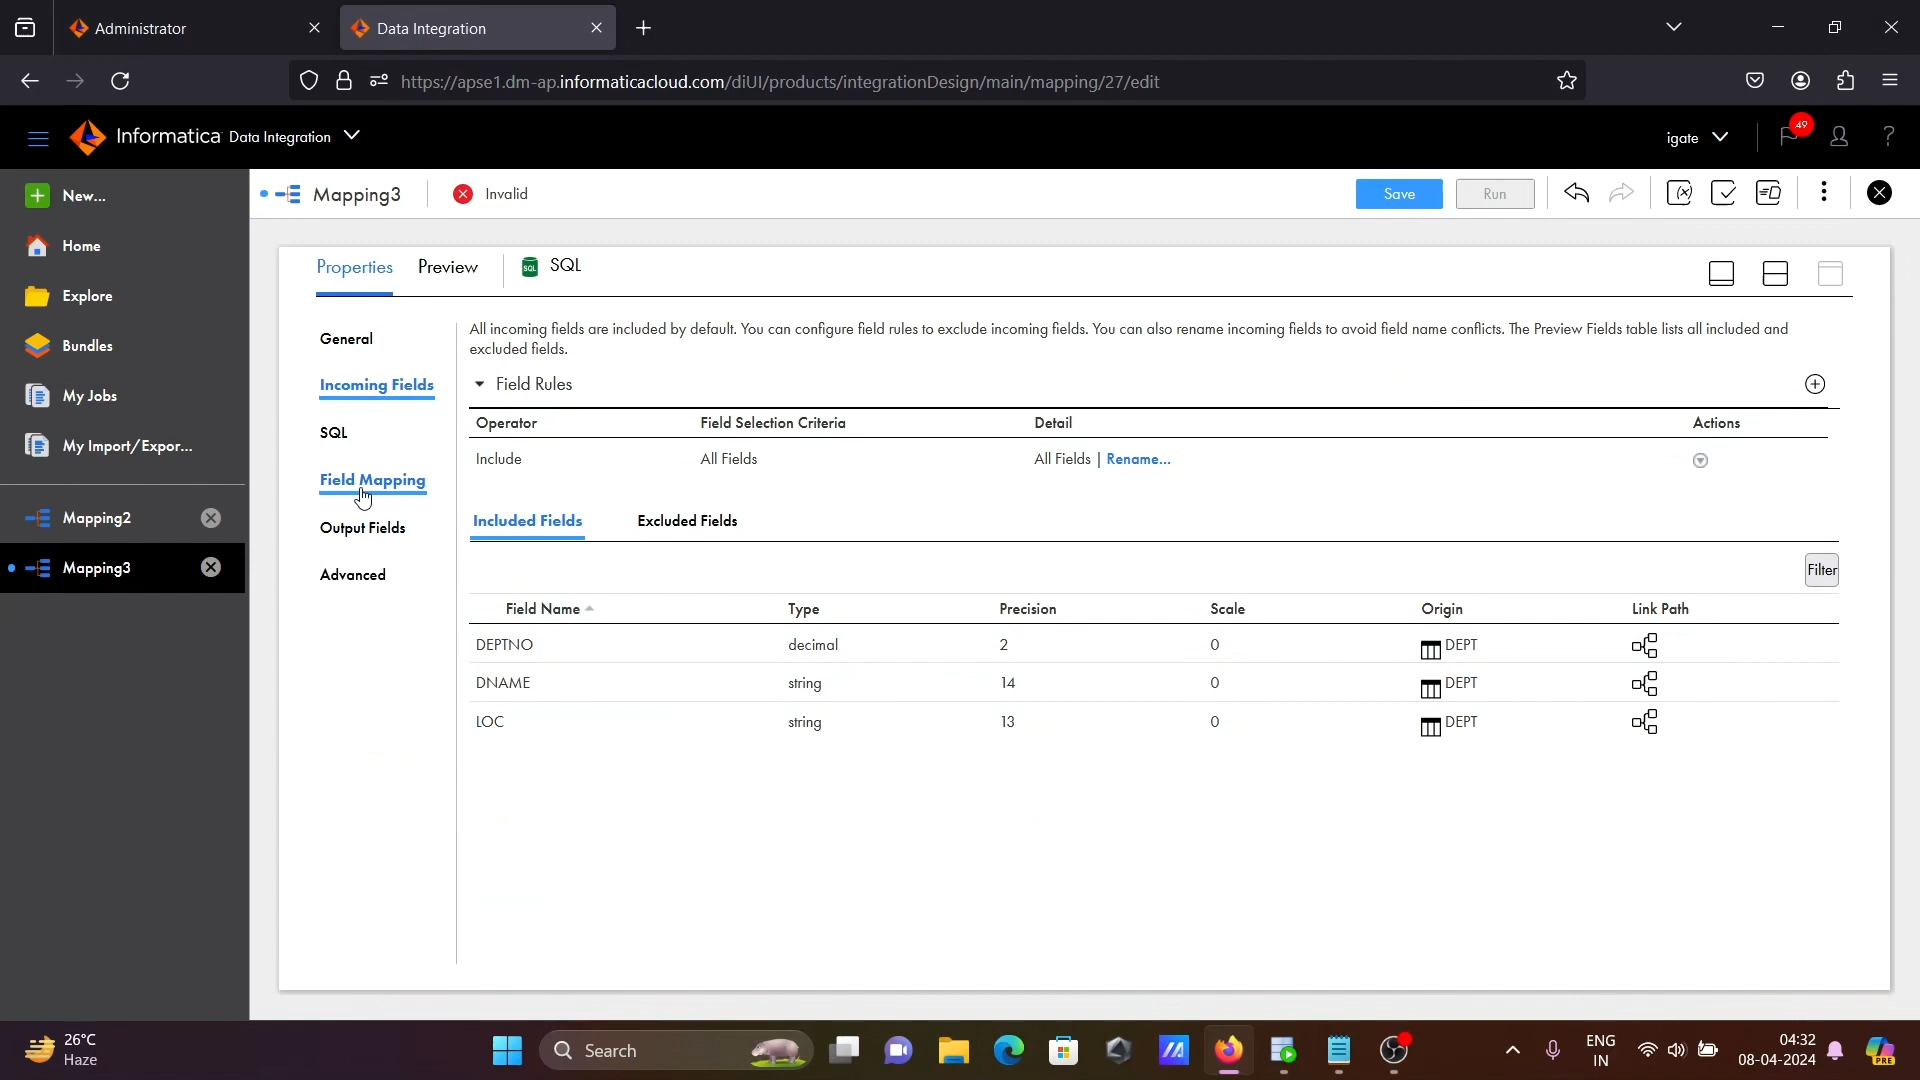 Administrator
Data Integration
https://apse1.dm-ap.informaticacloud.com/diUI/products/integrationDesign/main/mapping/27/edit
Informatica Data Integration
igate
49
?
New...
Home
Explore
Bundles
My Jobs
My Import/Expor...
Mapping2
Mapping3
Mapping3
Invalid
Save
Run
Properties
Preview
SQL
SQL
General
Incoming Fields
SQL
Field Mapping
Output Fields
Advanced
All incoming fields are included by default. You can configure field rules to exclude incoming fields. You can also rename incoming fields to avoid field name conflicts. The Preview Fields table lists all included and
excluded fields.
Field Rules
Operator Field Selection Criteria Detail Actions
Include All Fields All Fields | Rename...
Included Fields Excluded Fields
Filter
Field Name Type Precision Scale Origin Link Path
DEPTNO decimal 2 0 DEPT
DNAME string 14 0 DEPT
LOC string 13 0 DEPT
26°C
Haze
Search
ENG
IN
04:32
08-04-2024
PRE